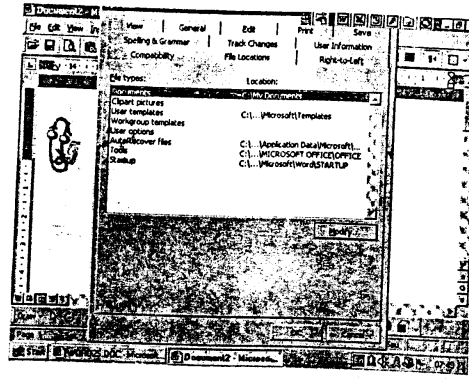 Document2 - M
File Edit View In
View General Edit Print Save
Spelling & Grammar Track Changes User Information
Compatibility File Locations Right-to-Left
File types: Location:
Documents C:\My Documents
Clipart pictures
User templates C:\...\Microsoft\Templates
Workgroup templates
User options
AutoRecover files C:\...\Application Data\Microsoft\...
Tools C:\...\MICROSOFT OFFICE\OFFICE
Startup C:\...\Microsoft\Word\STARTUP
Modify...
Start Document2 - Microsoft...